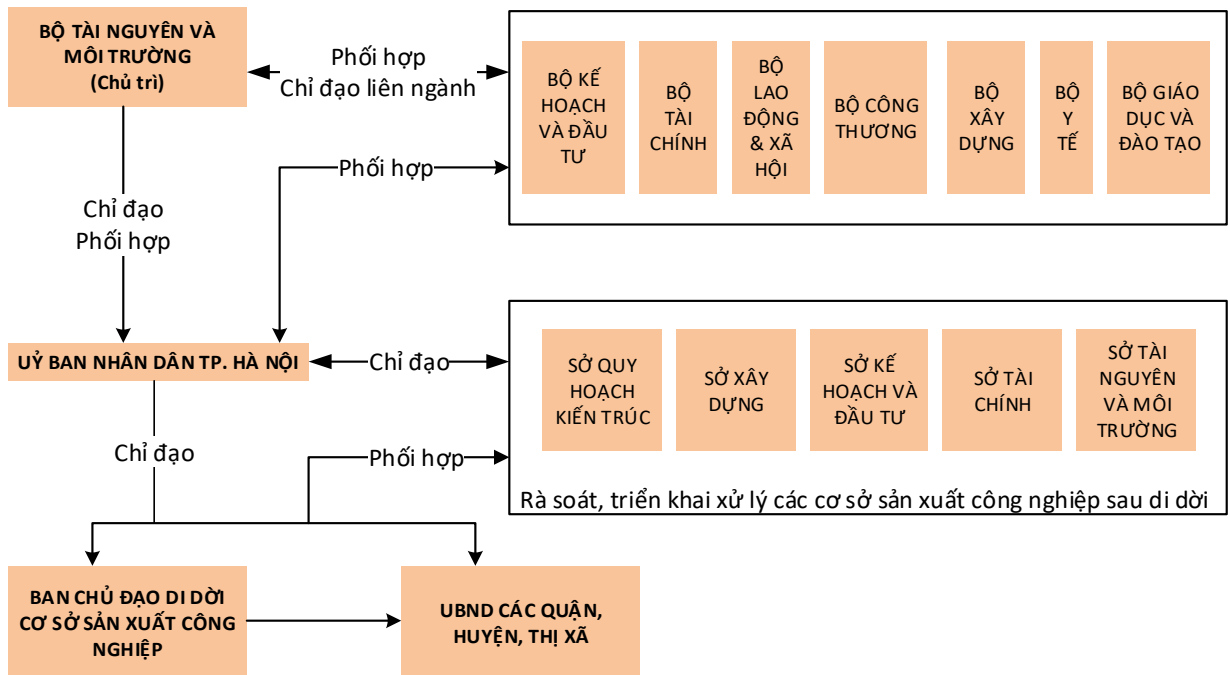 BỘ TÀI NGUYÊN VÀ
MÔI TRƯỜNG
(Chủ trì)
Phối hợp
Chỉ đạo liên ngành
BỘ KẾ
HOẠCH
VÀ ĐẦU
TƯ
BỘ
TÀI
CHÍNH
BỘ
LAO
ĐỘNG
& XÃ
HỘI
BỘ CÔNG
THƯƠNG
BỘ
XÂY
DỰNG
BỘ
Y
TẾ
BỘ GIÁO
DỤC VÀ
ĐÀO TẠO
Phối hợp
Chỉ đạo
Phối hợp
UỶ BAN NHÂN DÂN TP. HÀ NỘI
Chỉ đạo
SỞ QUY
HOẠCH
KIẾN TRÚC
SỞ XÂY
DỰNG
SỞ KẾ
HOẠCH VÀ
ĐẦU TƯ
SỞ TÀI
CHÍNH
SỞ TÀI
NGUYÊN
VÀ MÔI
TRƯỜNG
Chỉ đạo
Phối hợp
Rà soát, triển khai xử lý các cơ sở sản xuất công nghiệp sau di dời
BAN CHỦ ĐẠO DI DỜI
CƠ SỞ SẢN XUẤT CÔNG
NGHIỆP
UBND CÁC QUẬN,
HUYỆN, THỊ XÃ